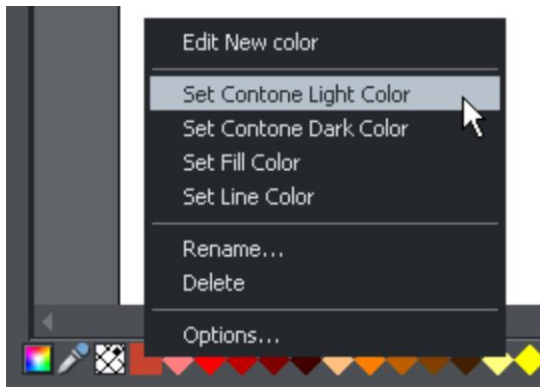 Edit New color
Set Contone Light Color
Set Contone Dark Color
Set Fill Color
Set Line Color
Rename...
Delete
Options...